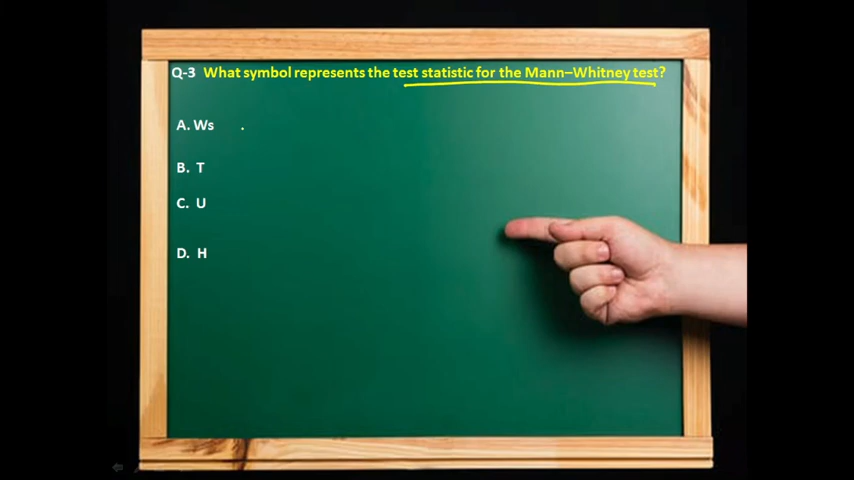 Q-3 What symbol represents the test statistic for the Mann–Whitney test?
A. Ws
B. T
C. U
D. H